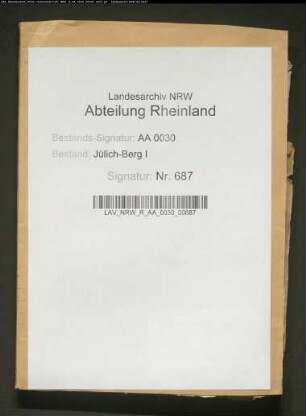 Landesarchiv NRW
Abteilung Rheinland
Bestands-Signatur: AA 0030
Bestand: Jülich-Berg I
Signatur: Nr. 687
LAV_NRW_R_AA_0030_00687